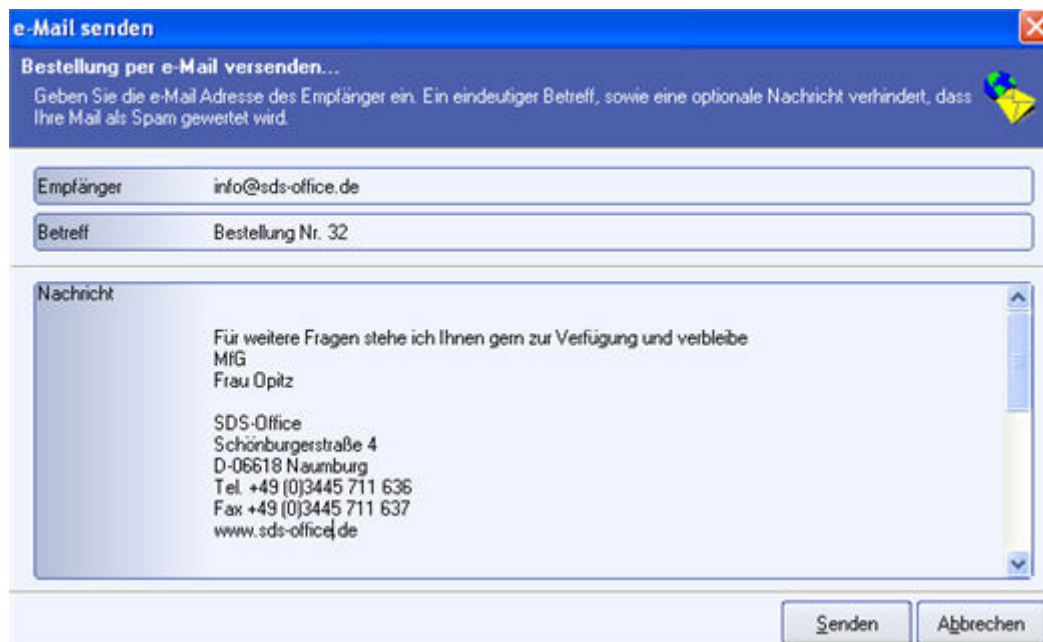 e-Mail senden
Bestellung per e-Mail versenden...
Geben Sie die e-Mail Adresse des Empfänger ein. Ein eindeutiger Betreff, sowie eine optionale Nachricht verhindert, dass
Ihre Mail als Spam gewertet wird.
Empfänger info@sds-office.de
Betreff Bestellung Nr. 32
Nachricht
Für weitere Fragen stehe ich Ihnen gern zur Verfügung und verbleibe
MfG
Frau Opitz
SDS-Office
Schönburgerstraße 4
D-06618 Naumburg
Tel. +49 (0)3445 711 636
Fax +49 (0)3445 711 637
www.sds-office.de
Senden Abbrechen